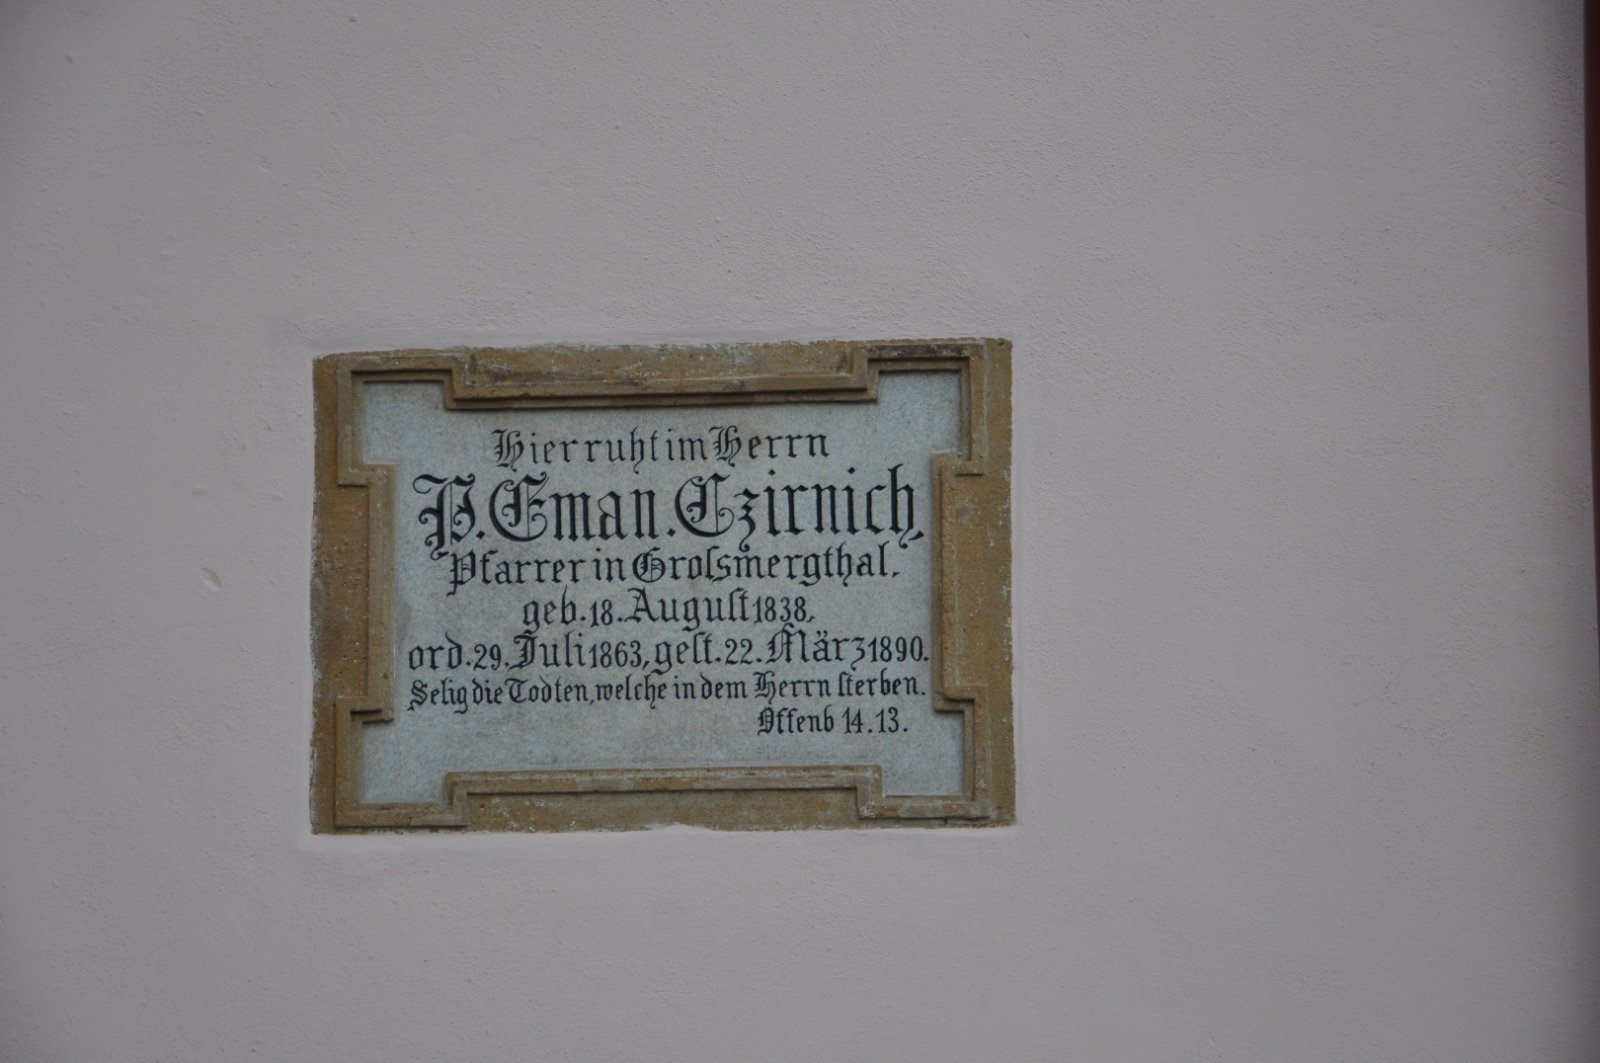 Hier ruht im Herrn
P. Eman. Czirnich,
Pfarrer in Groſsmergthal.
geb. 18. Auguſt 1838,
ord. 29. Juli 1863, geſt. 22. März 1890.
Selig die Todten, welche in dem Herrn ſterben.
Offenb 14. 13.